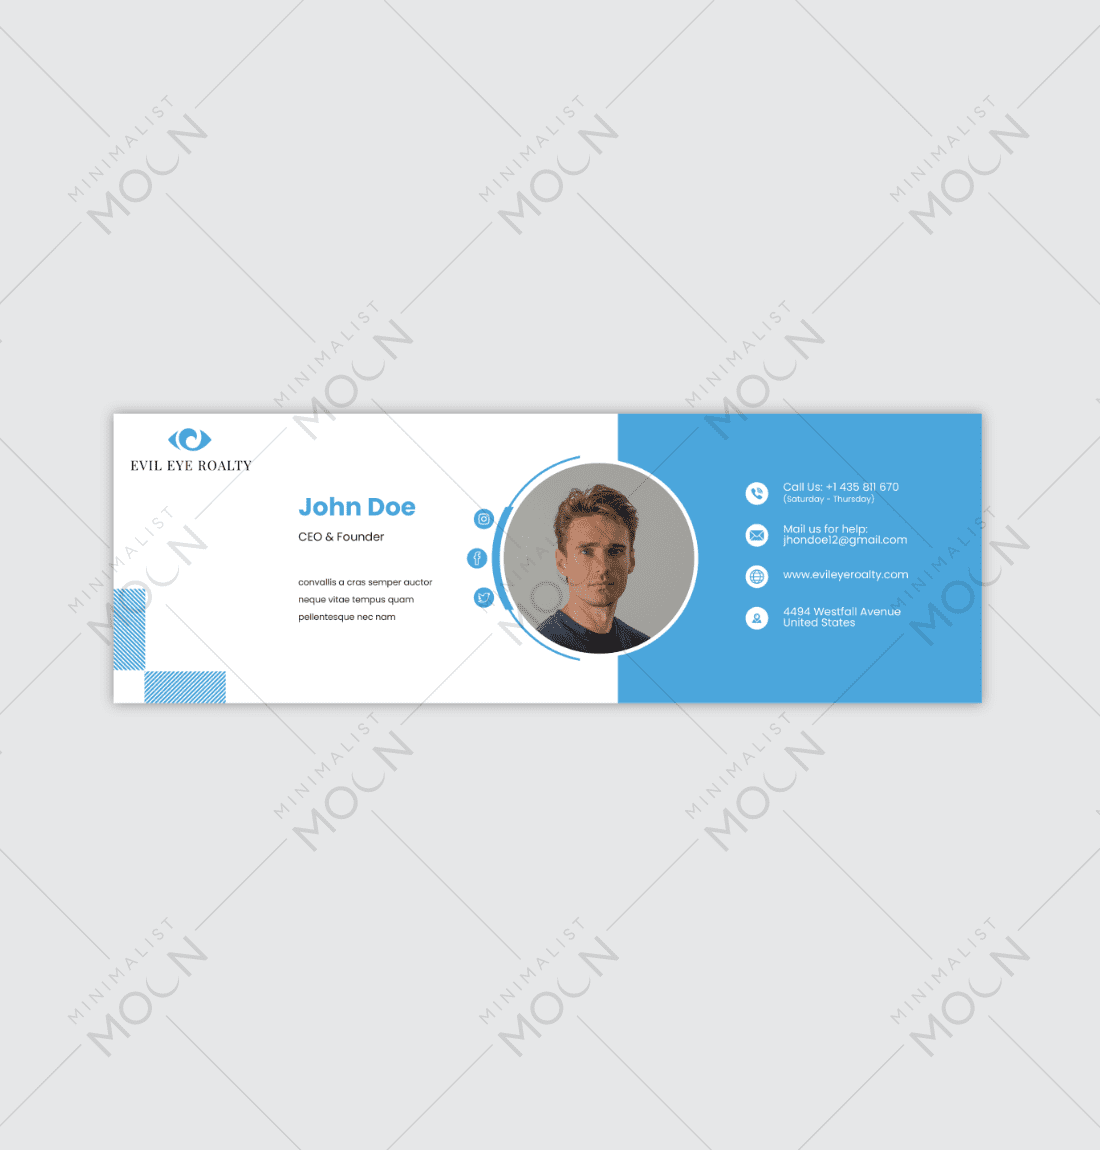 EVIL EYE ROALTY
John Doe
CEO & Founder
convallis a cras semper auctor
neque vitae tempus quam
pellentesque nec nam
Call Us: +1 435 811 670
(Saturday - Thursday)
Mail us for help:
jhondoe12@gmail.com
www.evileyeroalty.com
4494 Westfall Avenue
United States
MINIMALIST
MOON
MINIMALIST
MOON
MINIMALIST
MOON
MINIMALIST
MOON
MINIMALIST
MOON
MINIMALIST
MOON
MINIMALIST
MOON
MINIMALIST
MOON
MINIMALIST
MOON
MINIMALIST
MOON
MINIMALIST
MOON
MINIMALIST
MOON
MINIMALIST
MOON